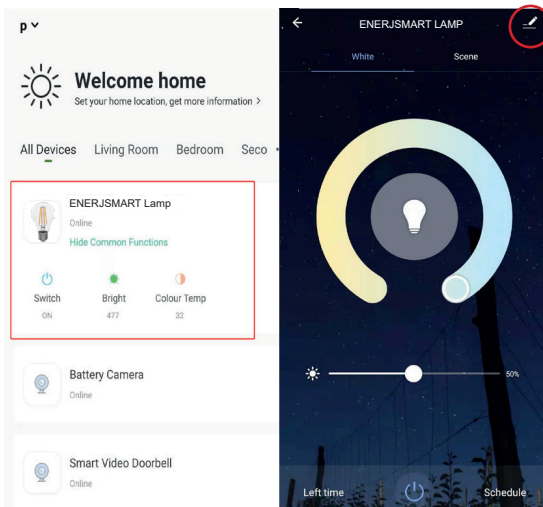 p
Welcome home
Set your home location, get more information >
All Devices Living Room Bedroom Seco
ENERJSMART Lamp
Online
Hide Common Functions
Switch Bright Colour Temp
ON 477 32
Battery Camera
Online
Smart Video Doorbell
Online
ENERJSMART LAMP
White Scene
50%
Left time Schedule